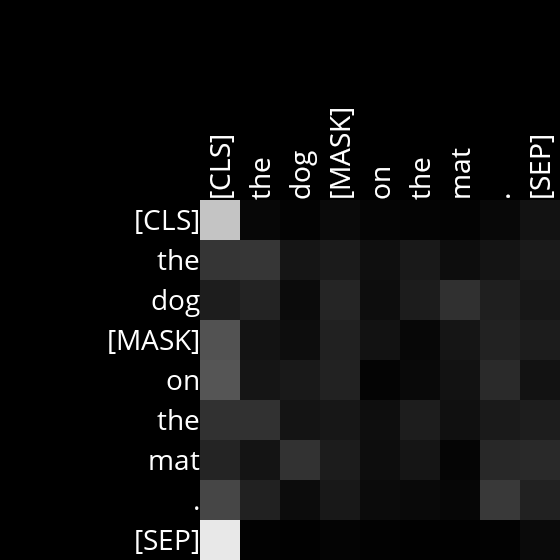 [CLS] the dog [MASK] on the mat . [SEP]
[CLS]
the
dog
[MASK]
on
the
mat
.
[SEP]